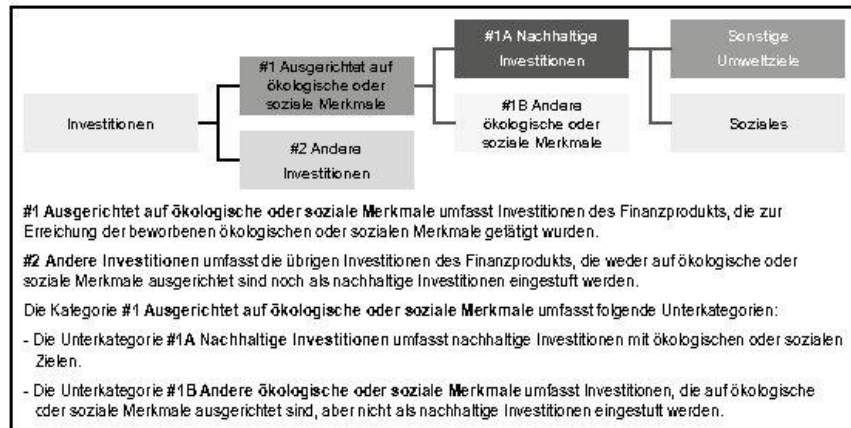 #1A Nachhaltige
Investitionen
Sonstige
Umweltziele
#1 Ausgerichtet auf
ökologische oder
soziale Merkmale
#1B Andere
ökologische oder
soziale Merkmale
Investitionen
Soziales
#2 Andere
Investitionen
#1 Ausgerichtet auf ökologische oder soziale Merkmale umfasst Investitionen des Finanzprodukts, die zur
Erreichung der beworbenen ökologischen oder sozialen Merkmale getätigt wurden.
#2 Andere Investitionen umfasst die übrigen Investitionen des Finanzprodukts, die weder auf ökologische oder
soziale Merkmale ausgerichtet sind noch als nachhaltige Investitionen eingestuft werden.
Die Kategorie #1 Ausgerichtet auf ökologische oder soziale Merkmale umfasst folgende Unterkategorien:
- Die Unterkategorie #1A Nachhaltige Investitionen umfasst nachhaltige Investitionen mit ökologischen oder sozialen
Zielen.
- Die Unterkategorie #1B Andere ökologische oder soziale Merkmale umfasst Investitionen, die auf ökologische
oder soziale Merkmale ausgerichtet sind, aber nicht als nachhaltige Investitionen eingestuft werden.